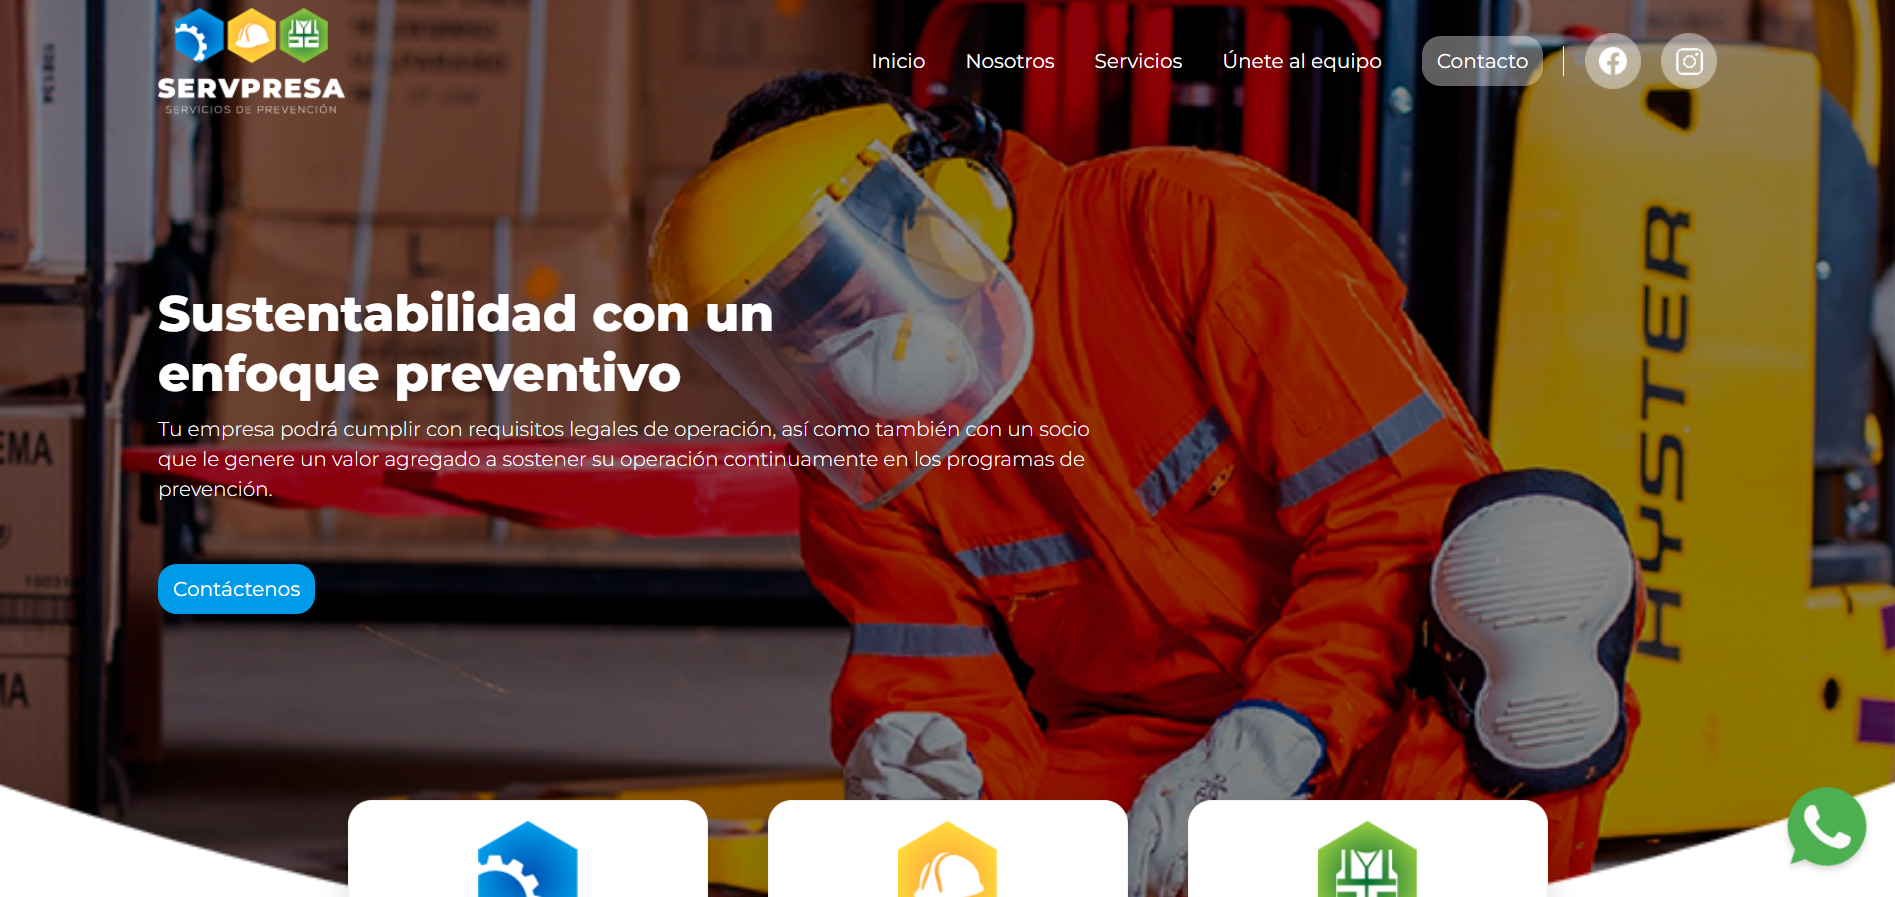 SERVPRESA
SERVICIOS DE PREVENCIÓN
Inicio
Nosotros
Servicios
Únete al equipo
Contacto
Sustentabilidad con un
enfoque preventivo
Tu empresa podrá cumplir con requisitos legales de operación, así como también con un socio
que le genere un valor agregado a sostener su operación continuamente en los programas de
prevención.
Contáctenos
HYSTER
L
EMA